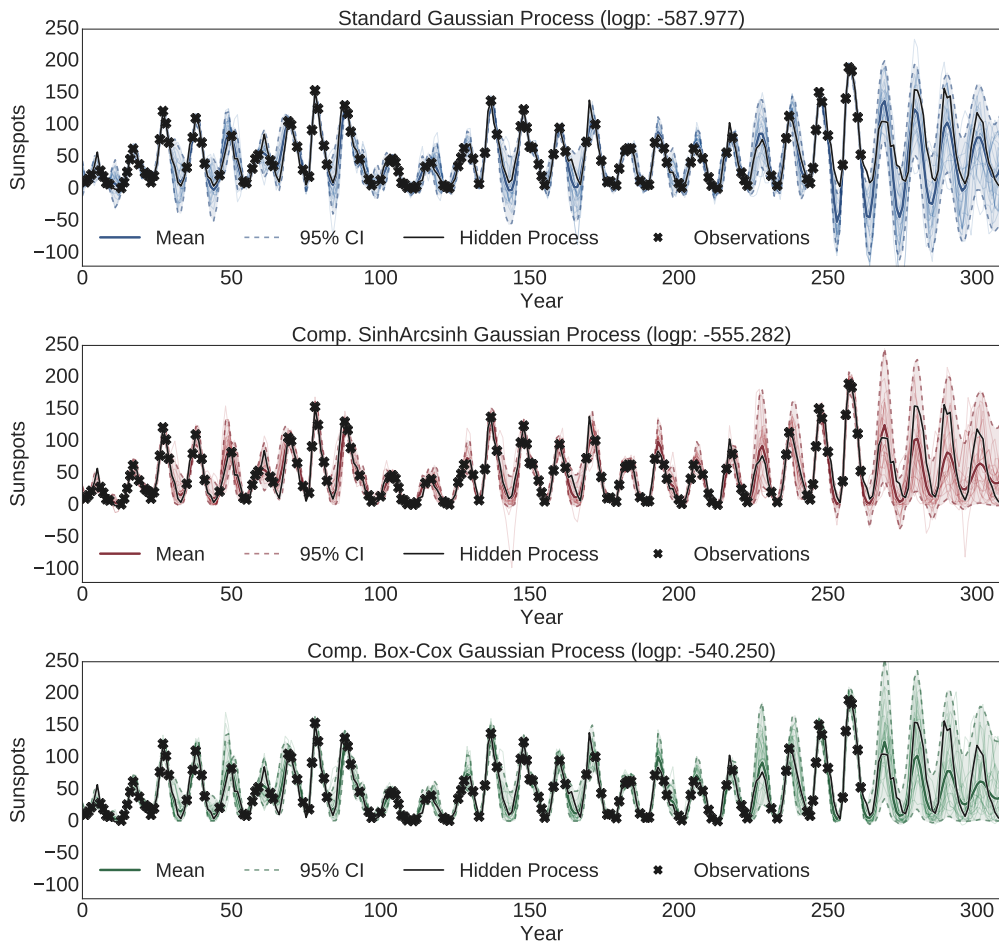 Standard Gaussian Process (logp: -587.977)
250
200
150
100
50
0
−50
−100
Sunspots
Mean 95% CI Hidden Process Observations
0 50 100 150 200 250 300
Year
Comp. SinhArcsinh Gaussian Process (logp: -555.282)
250
200
150
100
50
0
−50
−100
Sunspots
Mean 95% CI Hidden Process Observations
0 50 100 150 200 250 300
Year
Comp. Box-Cox Gaussian Process (logp: -540.250)
250
200
150
100
50
0
−50
−100
Sunspots
Mean 95% CI Hidden Process Observations
0 50 100 150 200 250 300
Year